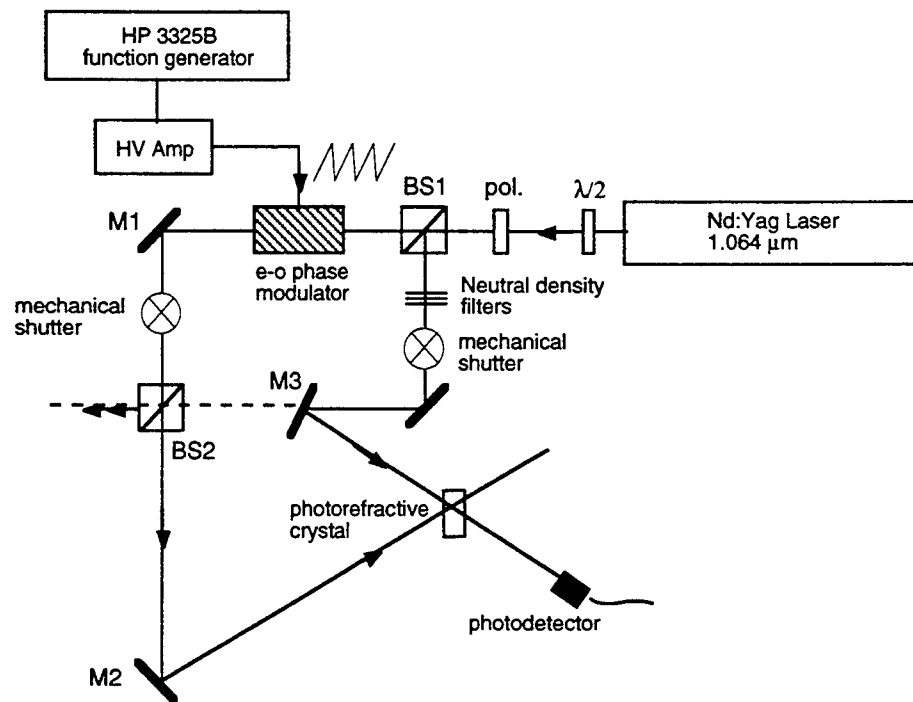 HP 3325B
function generator
HV Amp
BS1
pol.
λ/2
M1
Nd:Yag Laser
1.064 μm
e-o phase
modulator
Neutral density
filters
mechanical
shutter
mechanical
shutter
M3
BS2
photorefractive
crystal
photodetector
M2